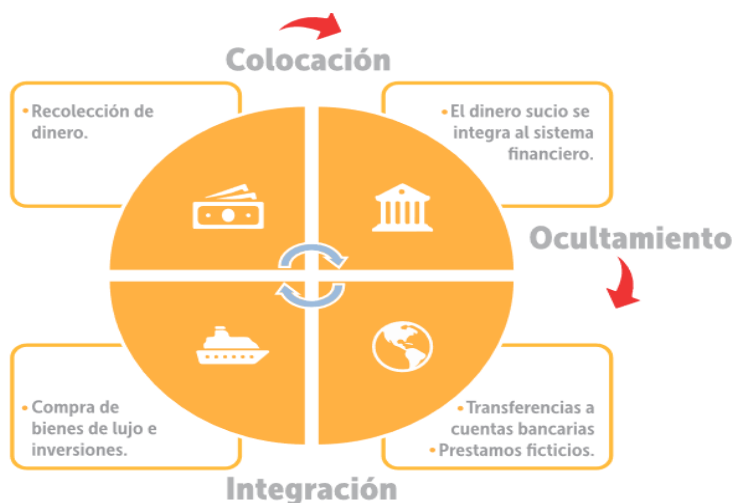 Colocación
• Recolección de
dinero.
• El dinero sucio se
integra al sistema
financiero.
Ocultamiento
• Compra de
bienes de lujo e
inversiones.
• Transferencias a
cuentas bancarias
• Prestamos ficticios.
Integración